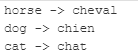 horse -> cheval
dog -> chien
cat -> chat